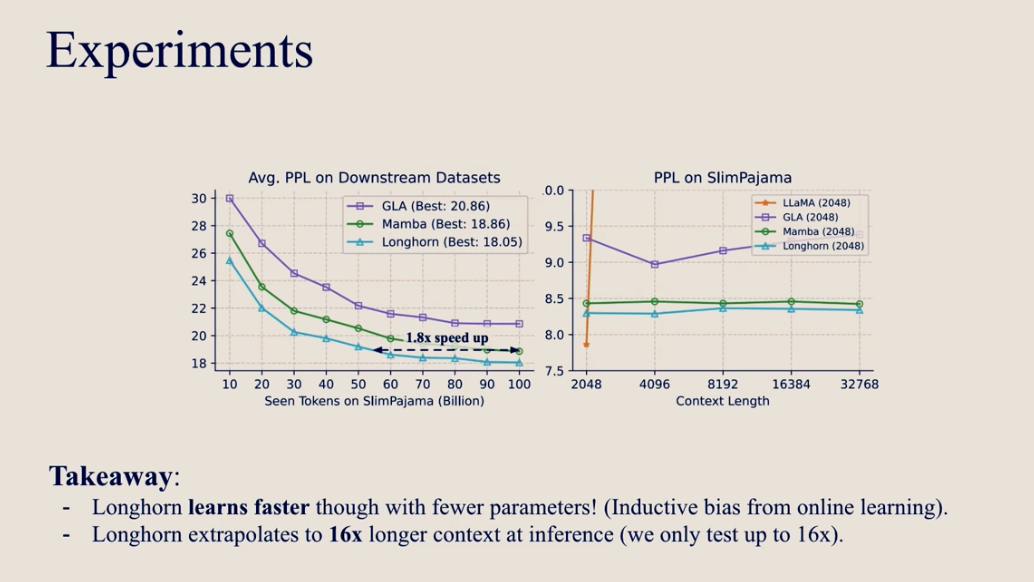 Experiments
Avg. PPL on Downstream Datasets
30
28
26
24
22
20
18
GLA (Best: 20.86)
Mamba (Best: 18.86)
Longhorn (Best: 18.05)
1.8x speed up
10 20 30 40 50 60 70 80 90 100
Seen Tokens on SlimPajama (Billion)
PPL on SlimPajama
.0.0
9.5
9.0
8.5
8.0
7.5
LLaMA (2048)
GLA (2048)
Mamba (2048)
Longhorn (2048)
2048 4096 8192 16384 32768
Context Length
Takeaway:
- Longhorn learns faster though with fewer parameters! (Inductive bias from online learning).
- Longhorn extrapolates to 16x longer context at inference (we only test up to 16x).